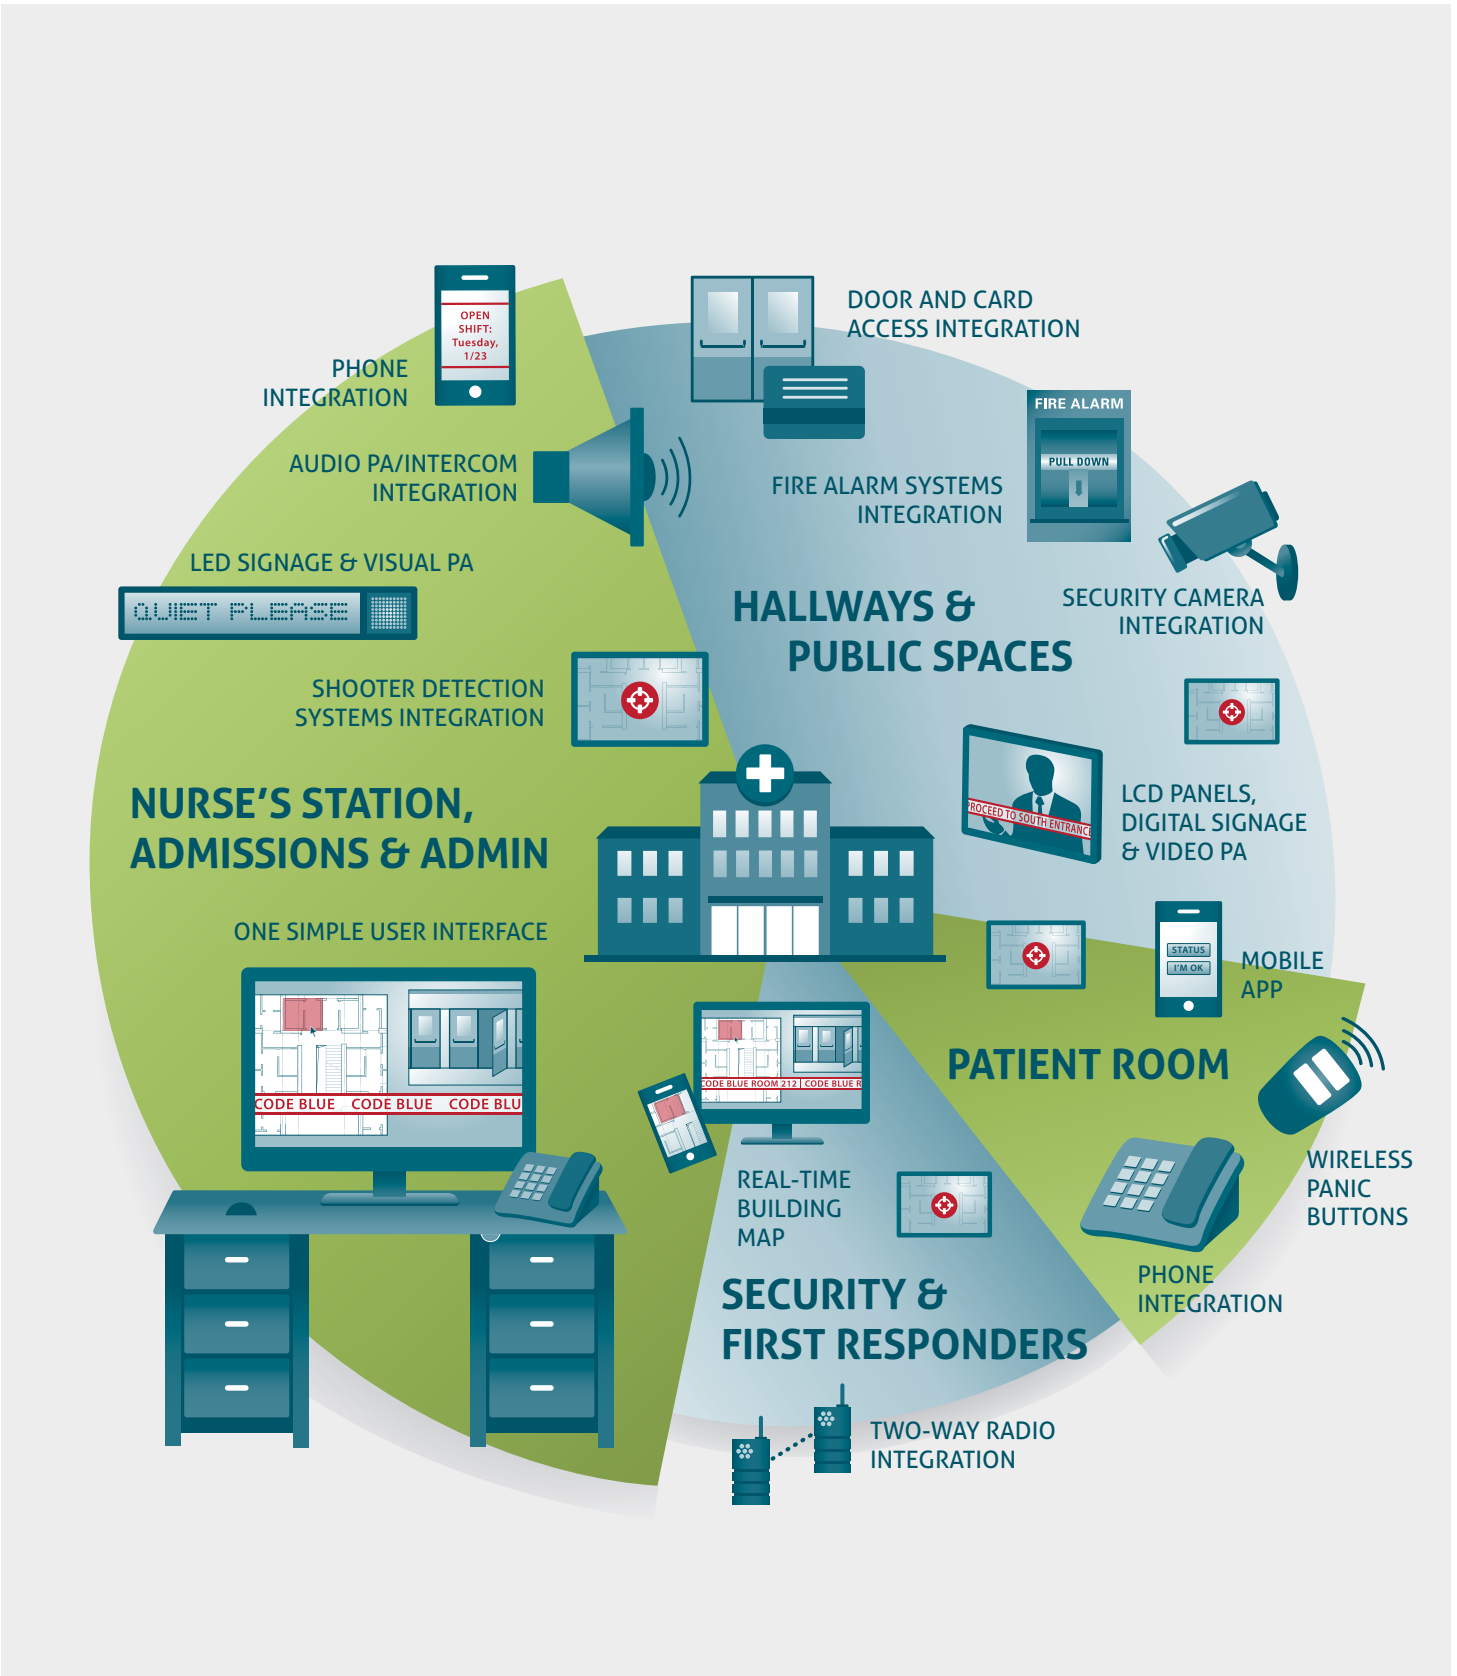 OPEN
SHIFT:
Tuesday,
1/23
PHONE
INTEGRATION
DOOR AND CARD
ACCESS INTEGRATION
FIRE ALARM
PULL DOWN
AUDIO PA/INTERCOM
INTEGRATION
FIRE ALARM SYSTEMS
INTEGRATION
LED SIGNAGE & VISUAL PA
QUIET PLEASE
SECURITY CAMERA
INTEGRATION
HALLWAYS &
PUBLIC SPACES
SHOOTER DETECTION
SYSTEMS INTEGRATION
NURSE'S STATION,
ADMISSIONS & ADMIN
PROCEED TO SOUTH ENTRANCE
LCD PANELS,
DIGITAL SIGNAGE
& VIDEO PA
ONE SIMPLE USER INTERFACE
CODE BLUE CODE BLUE CODE BLU
STATUS
I'M OK
MOBILE
APP
PATIENT ROOM
CODE BLUE ROOM 212 | CODE BLUE R
WIRELESS
PANIC
BUTTONS
PHONE
INTEGRATION
REAL-TIME
BUILDING
MAP
SECURITY &
FIRST RESPONDERS
TWO-WAY RADIO
INTEGRATION